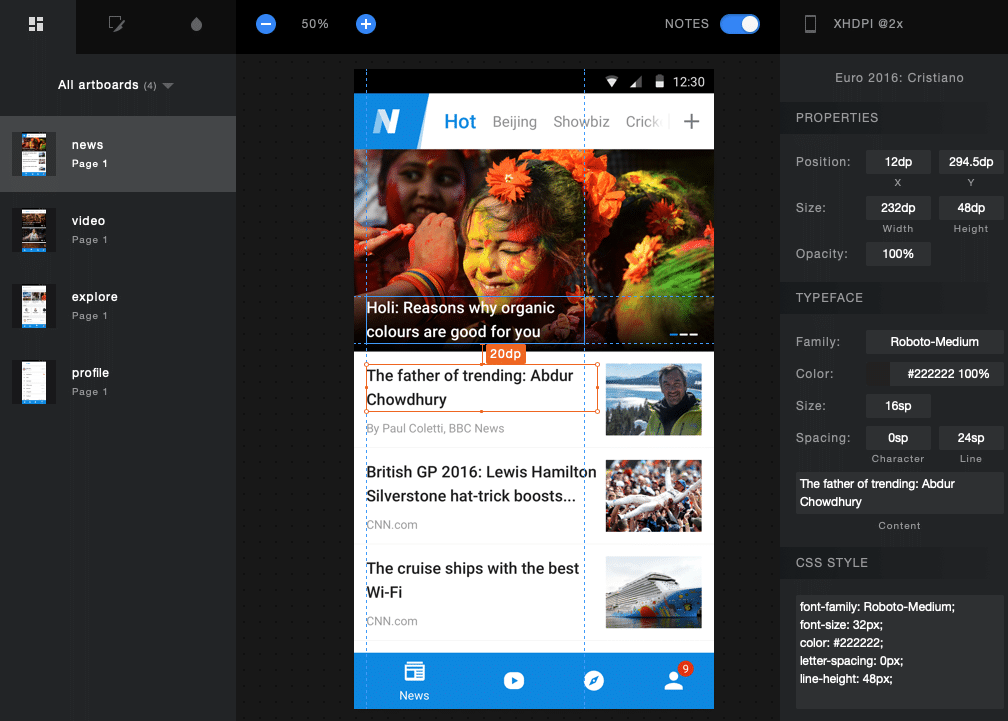 50%
NOTES
XHDPI @2x
All artboards (4)
news
Page 1
video
Page 1
explore
Page 1
profile
Page 1
12:30
N
Hot Beijing Showbiz Cricke
Holi: Reasons why organic
colours are good for you
20dp
The father of trending: Abdur
Chowdhury
By Paul Coletti, BBC News
British GP 2016: Lewis Hamilton
Silverstone hat-trick boosts...
CNN.com
The cruise ships with the best
Wi-Fi
CNN.com
News
9
Euro 2016: Cristiano
PROPERTIES
Position: 12dp 294.5dp
X Y
Size: 232dp 48dp
Width Height
Opacity: 100%
TYPEFACE
Family: Roboto-Medium
Color: #222222 100%
Size: 16sp
Spacing: 0sp 24sp
Character Line
The father of trending: Abdur
Chowdhury
Content
CSS STYLE
font-family: Roboto-Medium;
font-size: 32px;
color: #222222;
letter-spacing: 0px;
line-height: 48px;